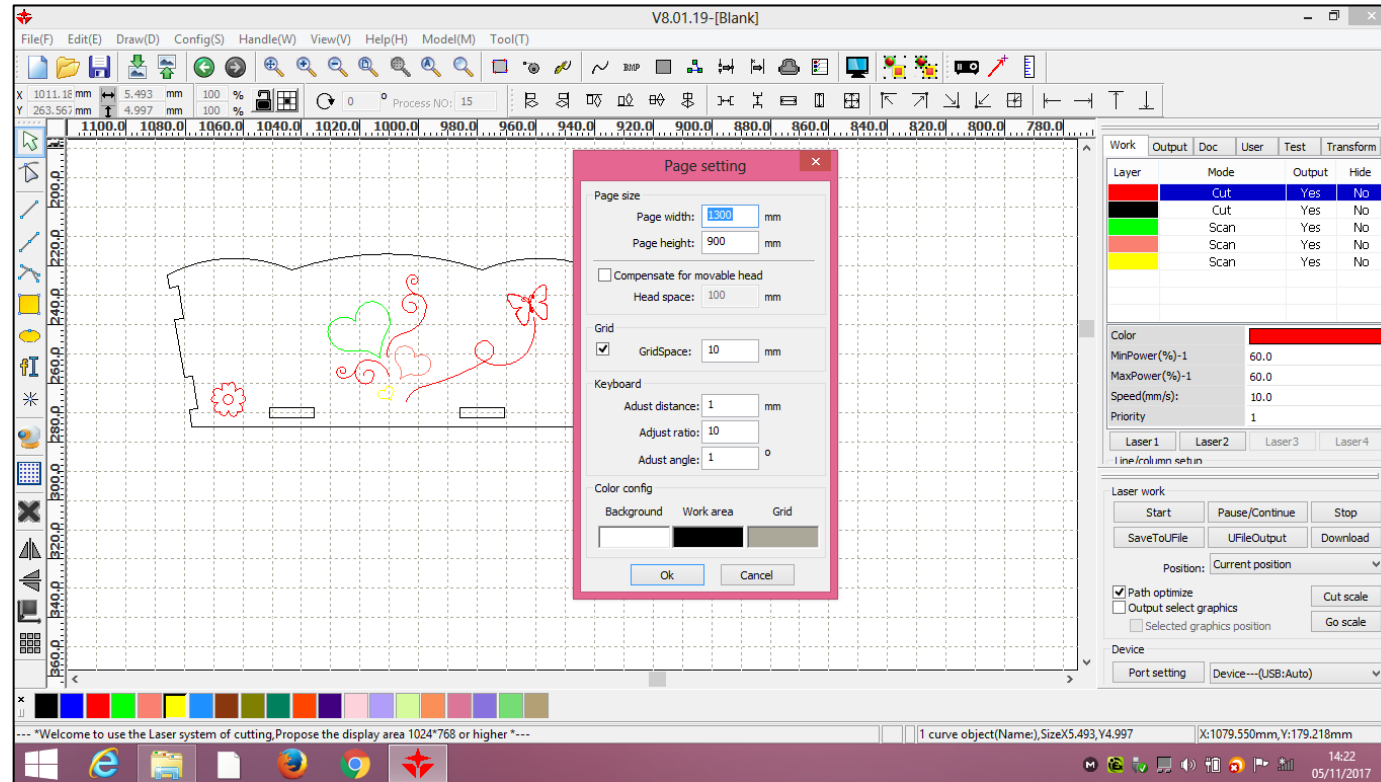 V8.01.19-[Blank]
File(F) Edit(E) Draw(D) Config(S) Handle(W) View(V) Help(H) Model(M) Tool(T)
BMP
X 1011.18 mm 5.493 mm 100 %
Y 263.567 mm 4.997 mm 100 %
0 ° Process NO: 15
1100.0 1080.0 1060.0 1040.0 1020.0 1000.0 980.0 960.0 940.0 920.0 900.0 880.0 860.0 840.0 820.0 800.0 780.0
200.0
220.0
240.0
260.0
280.0
300.0
320.0
340.0
360.0
Page setting
Page size
Page width: 1300 mm
Page height: 900 mm
Compensate for movable head
Head space: 100 mm
Grid
GridSpace: 10 mm
Keyboard
Adust distance: 1 mm
Adjust ratio: 10
Adust angle: 1 °
Color config
Background Work area Grid
Ok Cancel
Work Output Doc User Test Transform
Layer Mode Output Hide
Cut Yes No
Cut Yes No
Scan Yes No
Scan Yes No
Scan Yes No
Color
MinPower(%)-1 60.0
MaxPower(%)-1 60.0
Speed(mm/s): 10.0
Priority 1
Laser1 Laser2 Laser3 Laser4
Line/column setup
Laser work
Start Pause/Continue Stop
SaveToUFile UFileOutput Download
Position: Current position
Path optimize
Output select graphics
Selected graphics position
Cut scale
Go scale
Device
Port setting Device---(USB:Auto)
--- *Welcome to use the Laser system of cutting,Propose the display area 1024*768 or higher *---
1 curve object(Name:),SizeX5.493,Y4.997
X:1079.550mm,Y:179.218mm
14:22
05/11/2017